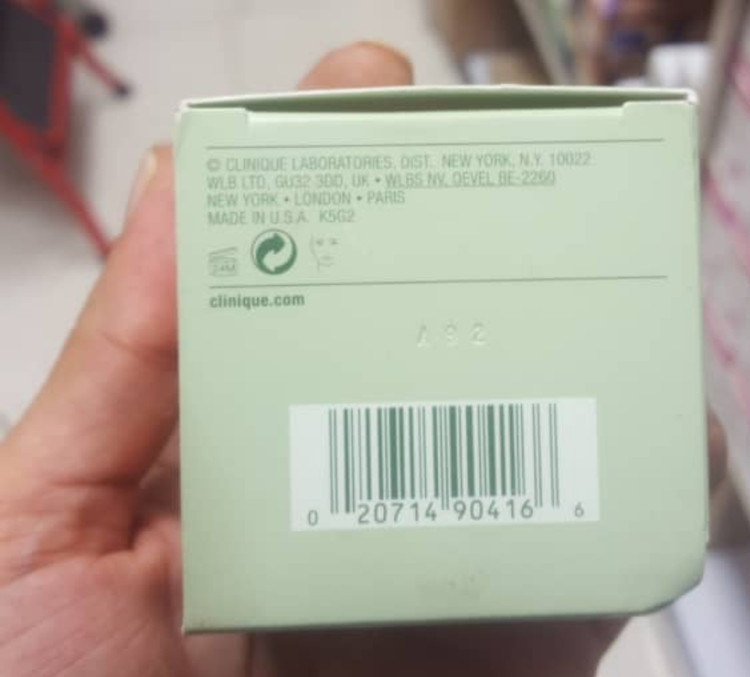 © CLINIQUE LABORATORIES, DIST. NEW YORK, N.Y. 10022
WLB LTD, GU32 3DD, UK • WLBS NV, OEVEL BE-2260
NEW YORK • LONDON • PARIS
MADE IN U.S.A. K5G2
24M
clinique.com
A 9 2
0 20714 90416 6